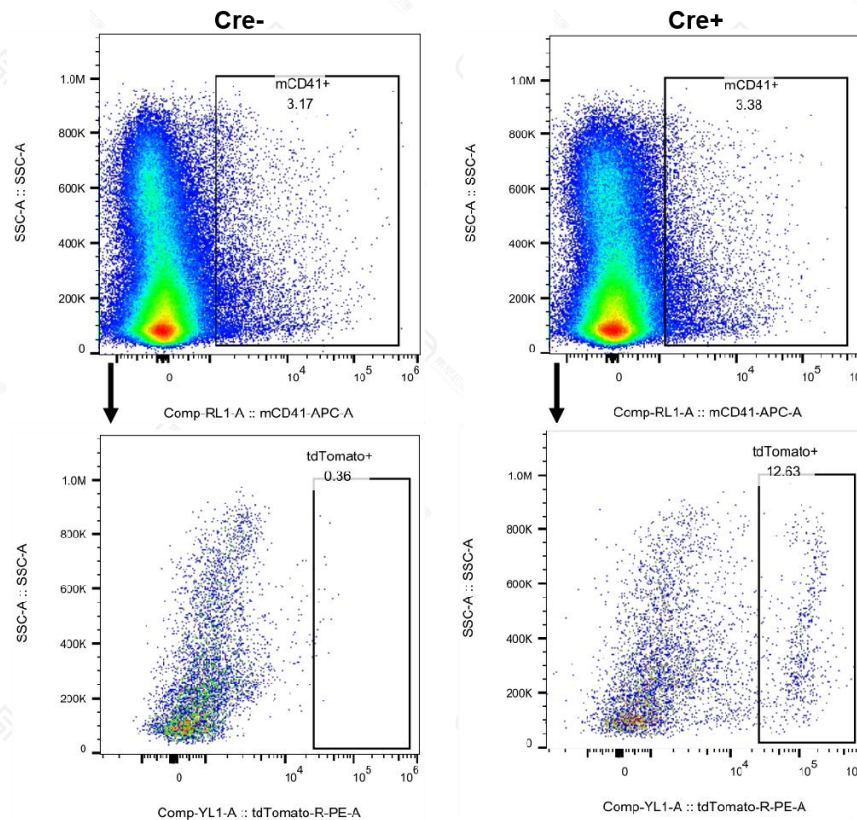 Cre-
Cre+
mCD41+
3.17
1.0M
800K
600K
400K
200K
0
SSC-A :: SSC-A
0
10^4
10^5
10^6
Comp-RL1-A :: mCD41-APC-A
mCD41+
3.38
1.0M
800K
600K
400K
200K
0
SSC-A :: SSC-A
0
10^4
10^5
10^6
Comp-RL1-A :: mCD41-APC-A
tdTomato+
0.36
1.0M
800K
600K
400K
200K
0
SSC-A :: SSC-A
0
10^4
10^5
10^6
Comp-YL1-A :: tdTomato-R-PE-A
tdTomato+
12.63
1.0M
800K
600K
400K
200K
0
SSC-A :: SSC-A
0
10^4
10^5
Comp-YL1-A :: tdTomato-R-PE-A